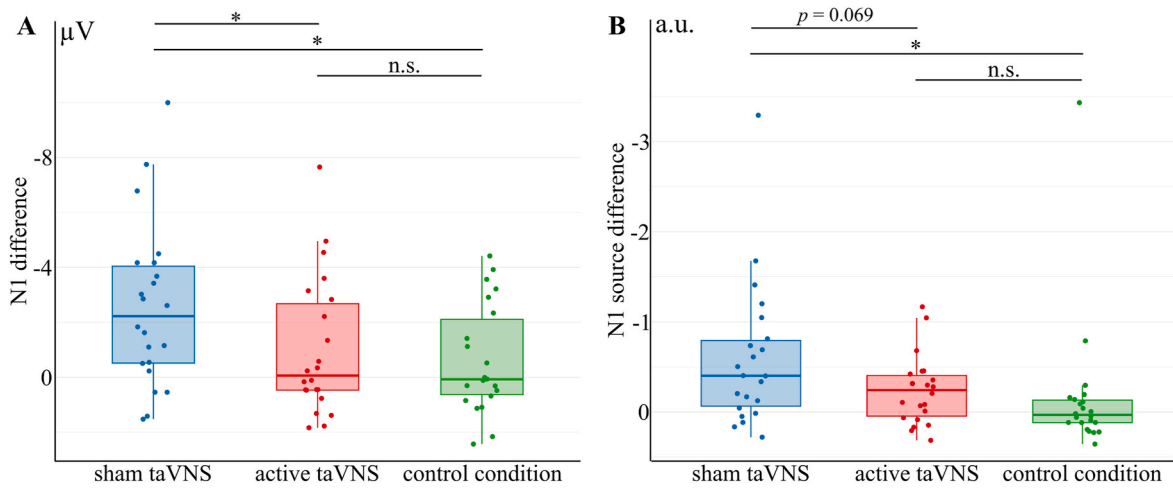 A
µV
*
*
n.s.
N1 difference
-8
-4
0
sham taVNS
active taVNS
control condition
B
a.u.
p = 0.069
*
n.s.
N1 source difference
-3
-2
-1
0
sham taVNS
active taVNS
control condition